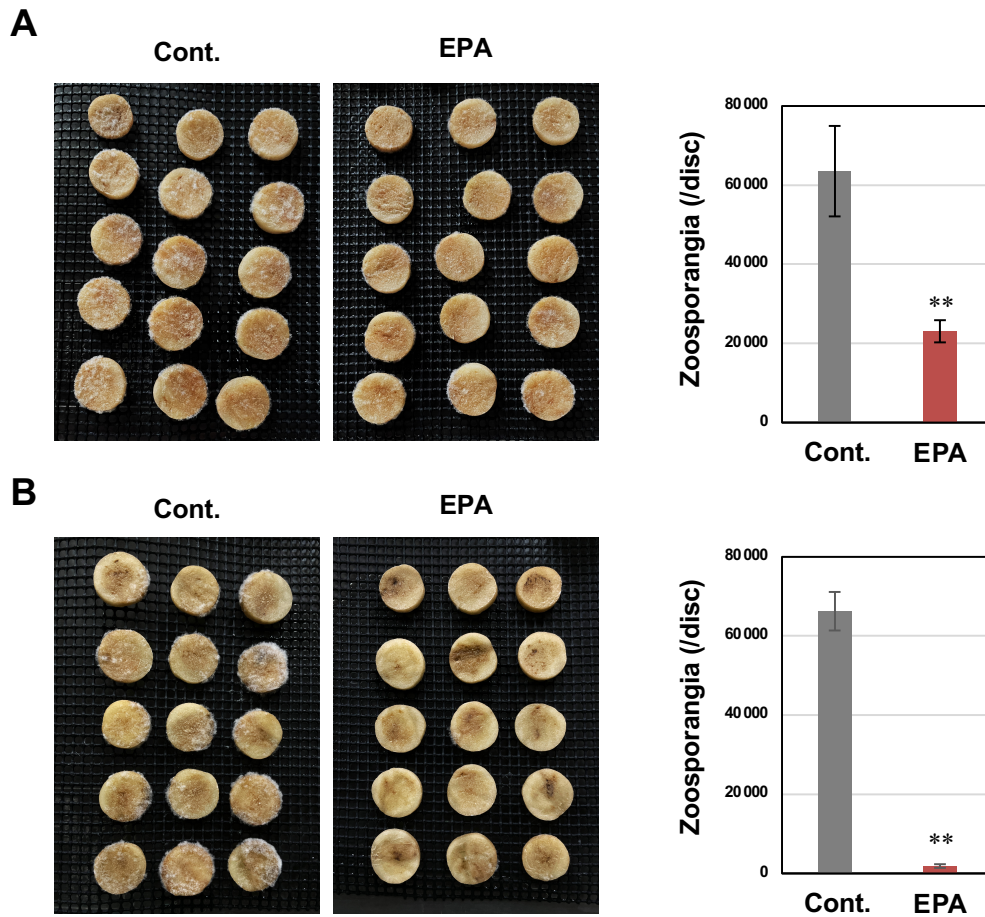 A
Cont.
EPA
Zoosporangia (/disc)
80 000
60 000
40 000
20 000
0
**
Cont.
EPA
B
Cont.
EPA
Zoosporangia (/disc)
80 000
60 000
40 000
20 000
0
**
Cont.
EPA